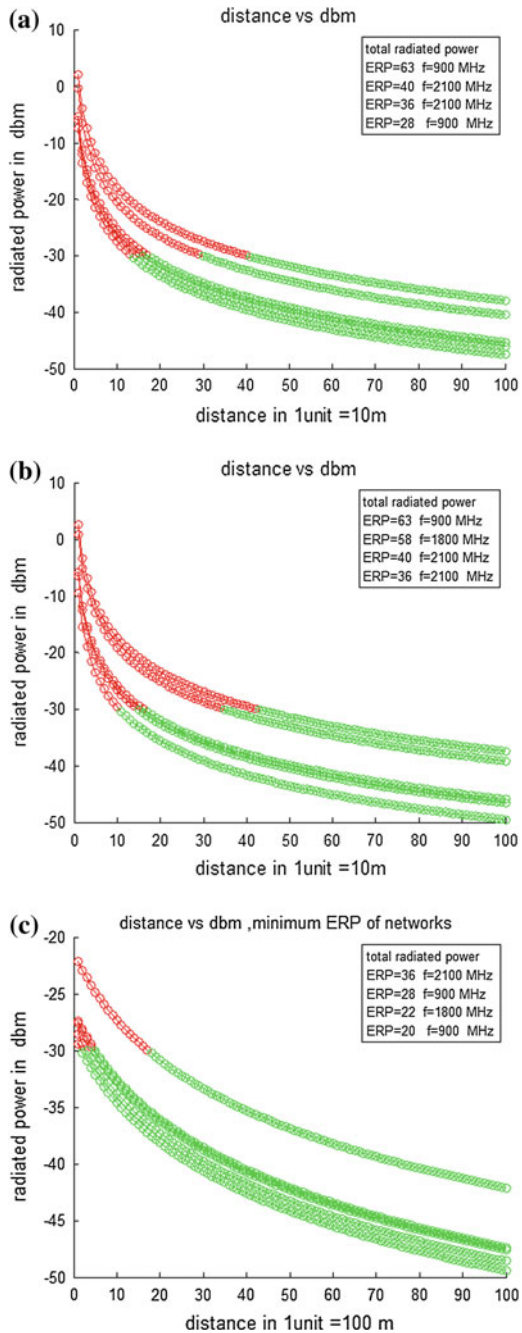 (a)
distance vs dbm
10
0
-10
-20
-30
-40
-50
radiated power in dbm
total radiated power
ERP=63 f=900 MHz
ERP=40 f=2100 MHz
ERP=36 f=2100 MHz
ERP=28 f=900 MHz
0 10 20 30 40 50 60 70 80 90 100
distance in 1unit =10m
(b)
distance vs dbm
10
0
-10
-20
-30
-40
-50
radiated power in dbm
total radiated power
ERP=63 f=900 MHz
ERP=58 f=1800 MHz
ERP=40 f=2100 MHz
ERP=36 f=2100 MHz
0 10 20 30 40 50 60 70 80 90 100
distance in 1unit =10m
(c)
distance vs dbm ,minimum ERP of networks
-20
-25
-30
-35
-40
-45
-50
radiated power in dbm
total radiated power
ERP=36 f=2100 MHz
ERP=28 f=900 MHz
ERP=22 f=1800 MHz
ERP=20 f=900 MHz
0 10 20 30 40 50 60 70 80 90 100
distance in 1unit =100 m